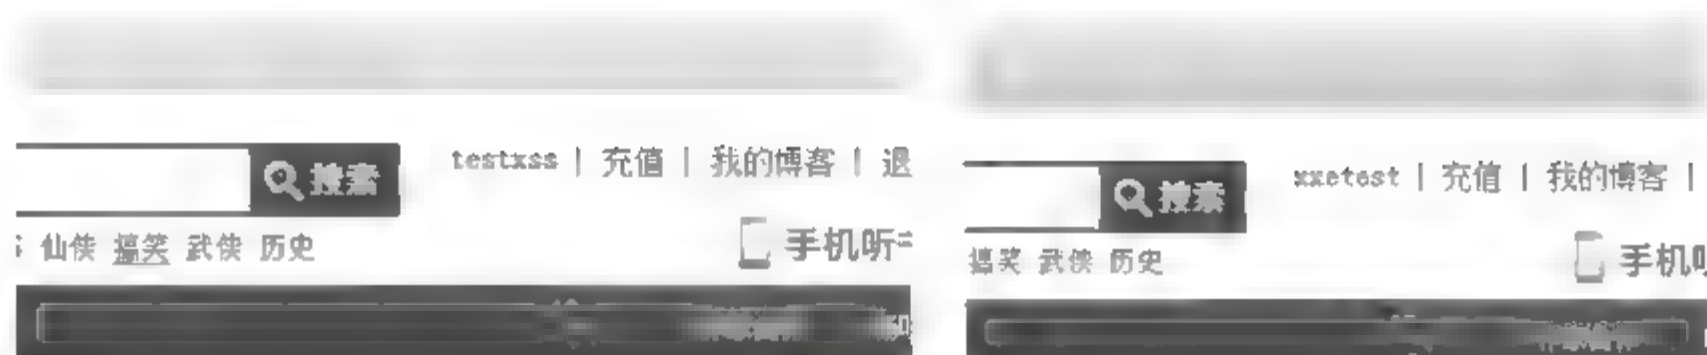 搜索 testxss | 充值 | 我的博客 | 退
仙侠 搞笑 武侠 历史
手机听
搜索 xxetest | 充值 | 我的博客 |
搞笑 武侠 历史
手机